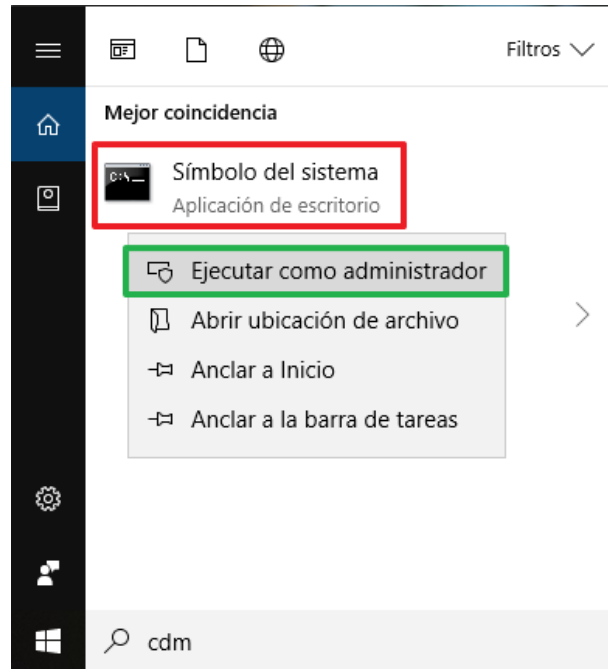 Filtros
Mejor coincidencia
C:\_
Símbolo del sistema
Aplicación de escritorio
Ejecutar como administrador
Abrir ubicación de archivo
Anclar a Inicio
Anclar a la barra de tareas
cdm